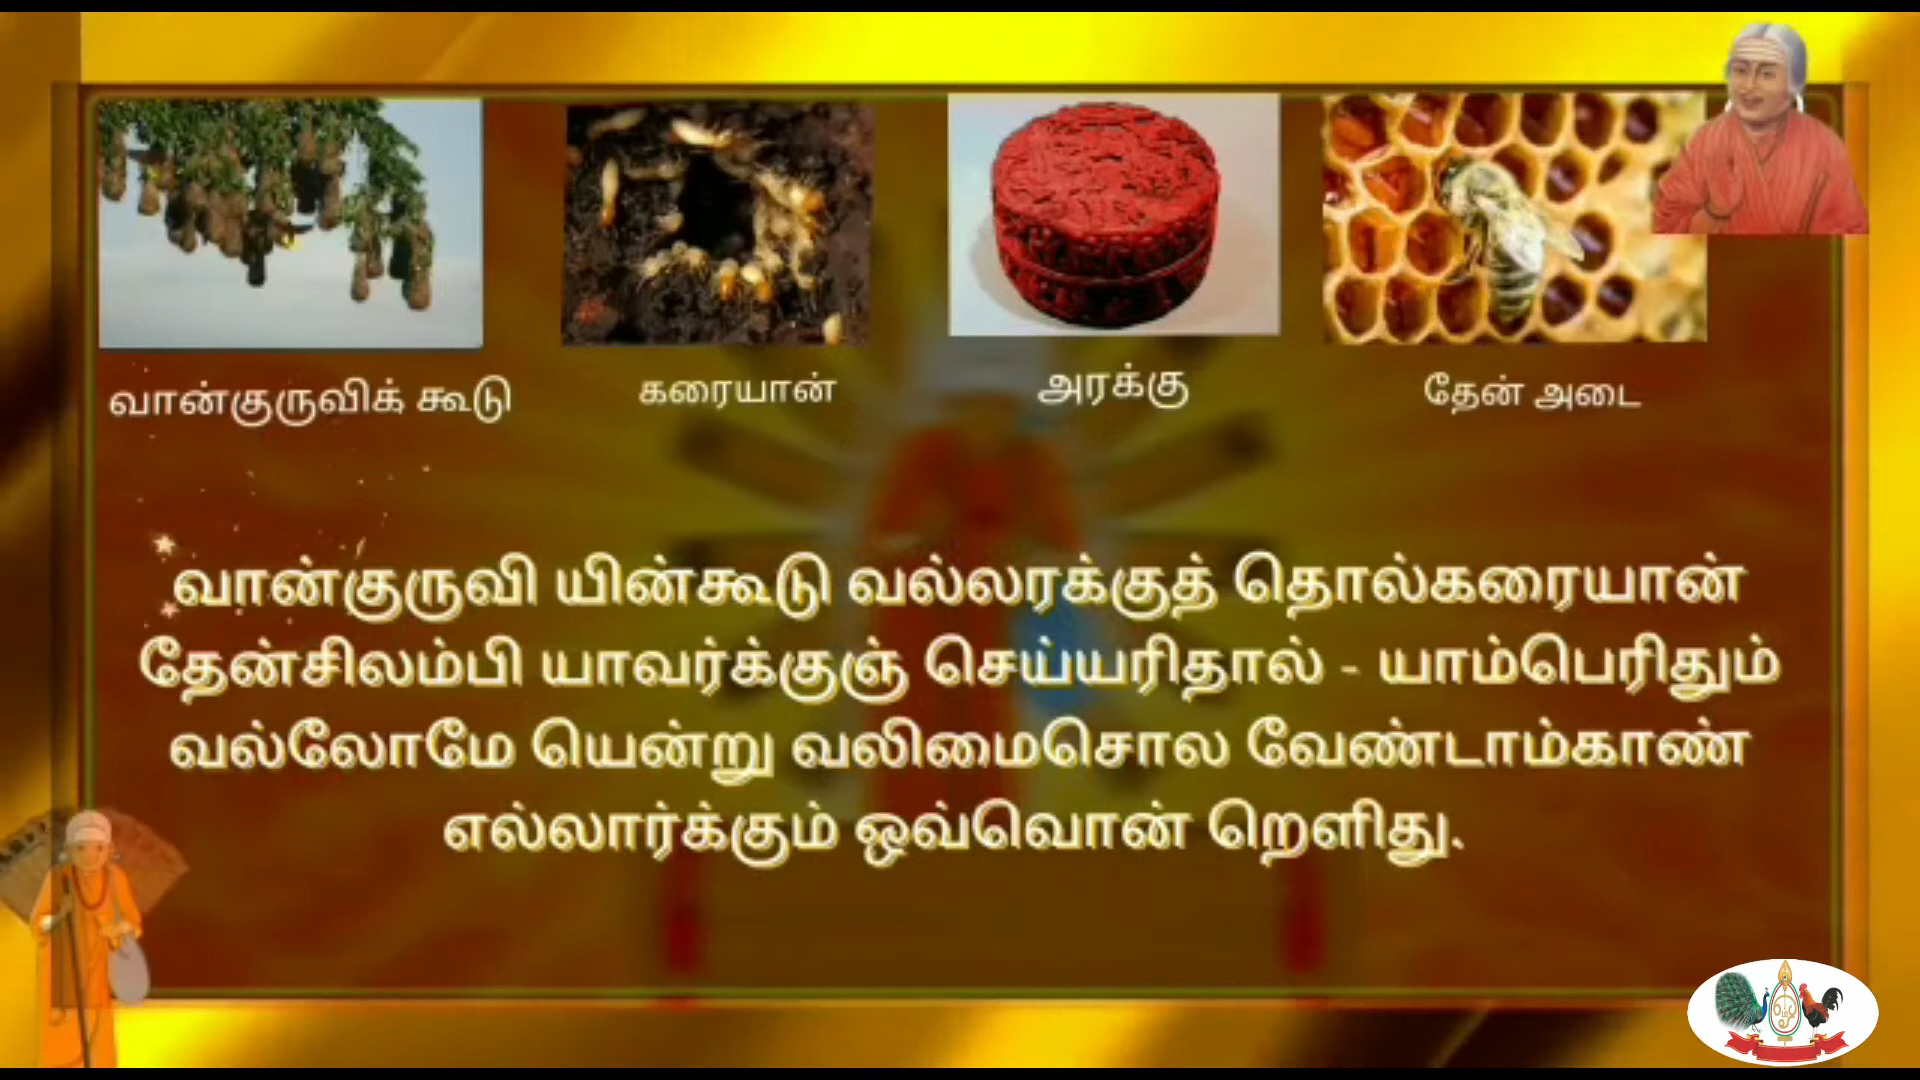 வான்குருவிக் கூடு
கரையான்
அரக்கு
தேன் அடை
வான்குருவி யின்கூடு வல்லரக்குத் தொல்கரையான்
தேன்சிலம்பி யாவர்க்குஞ் செய்யரிதால் - யாம்பெரிதும்
வல்லோமே யென்று வலிமைசொல வேண்டாம்காண்
எல்லார்க்கும் ஒவ்வொன் றெளிது.